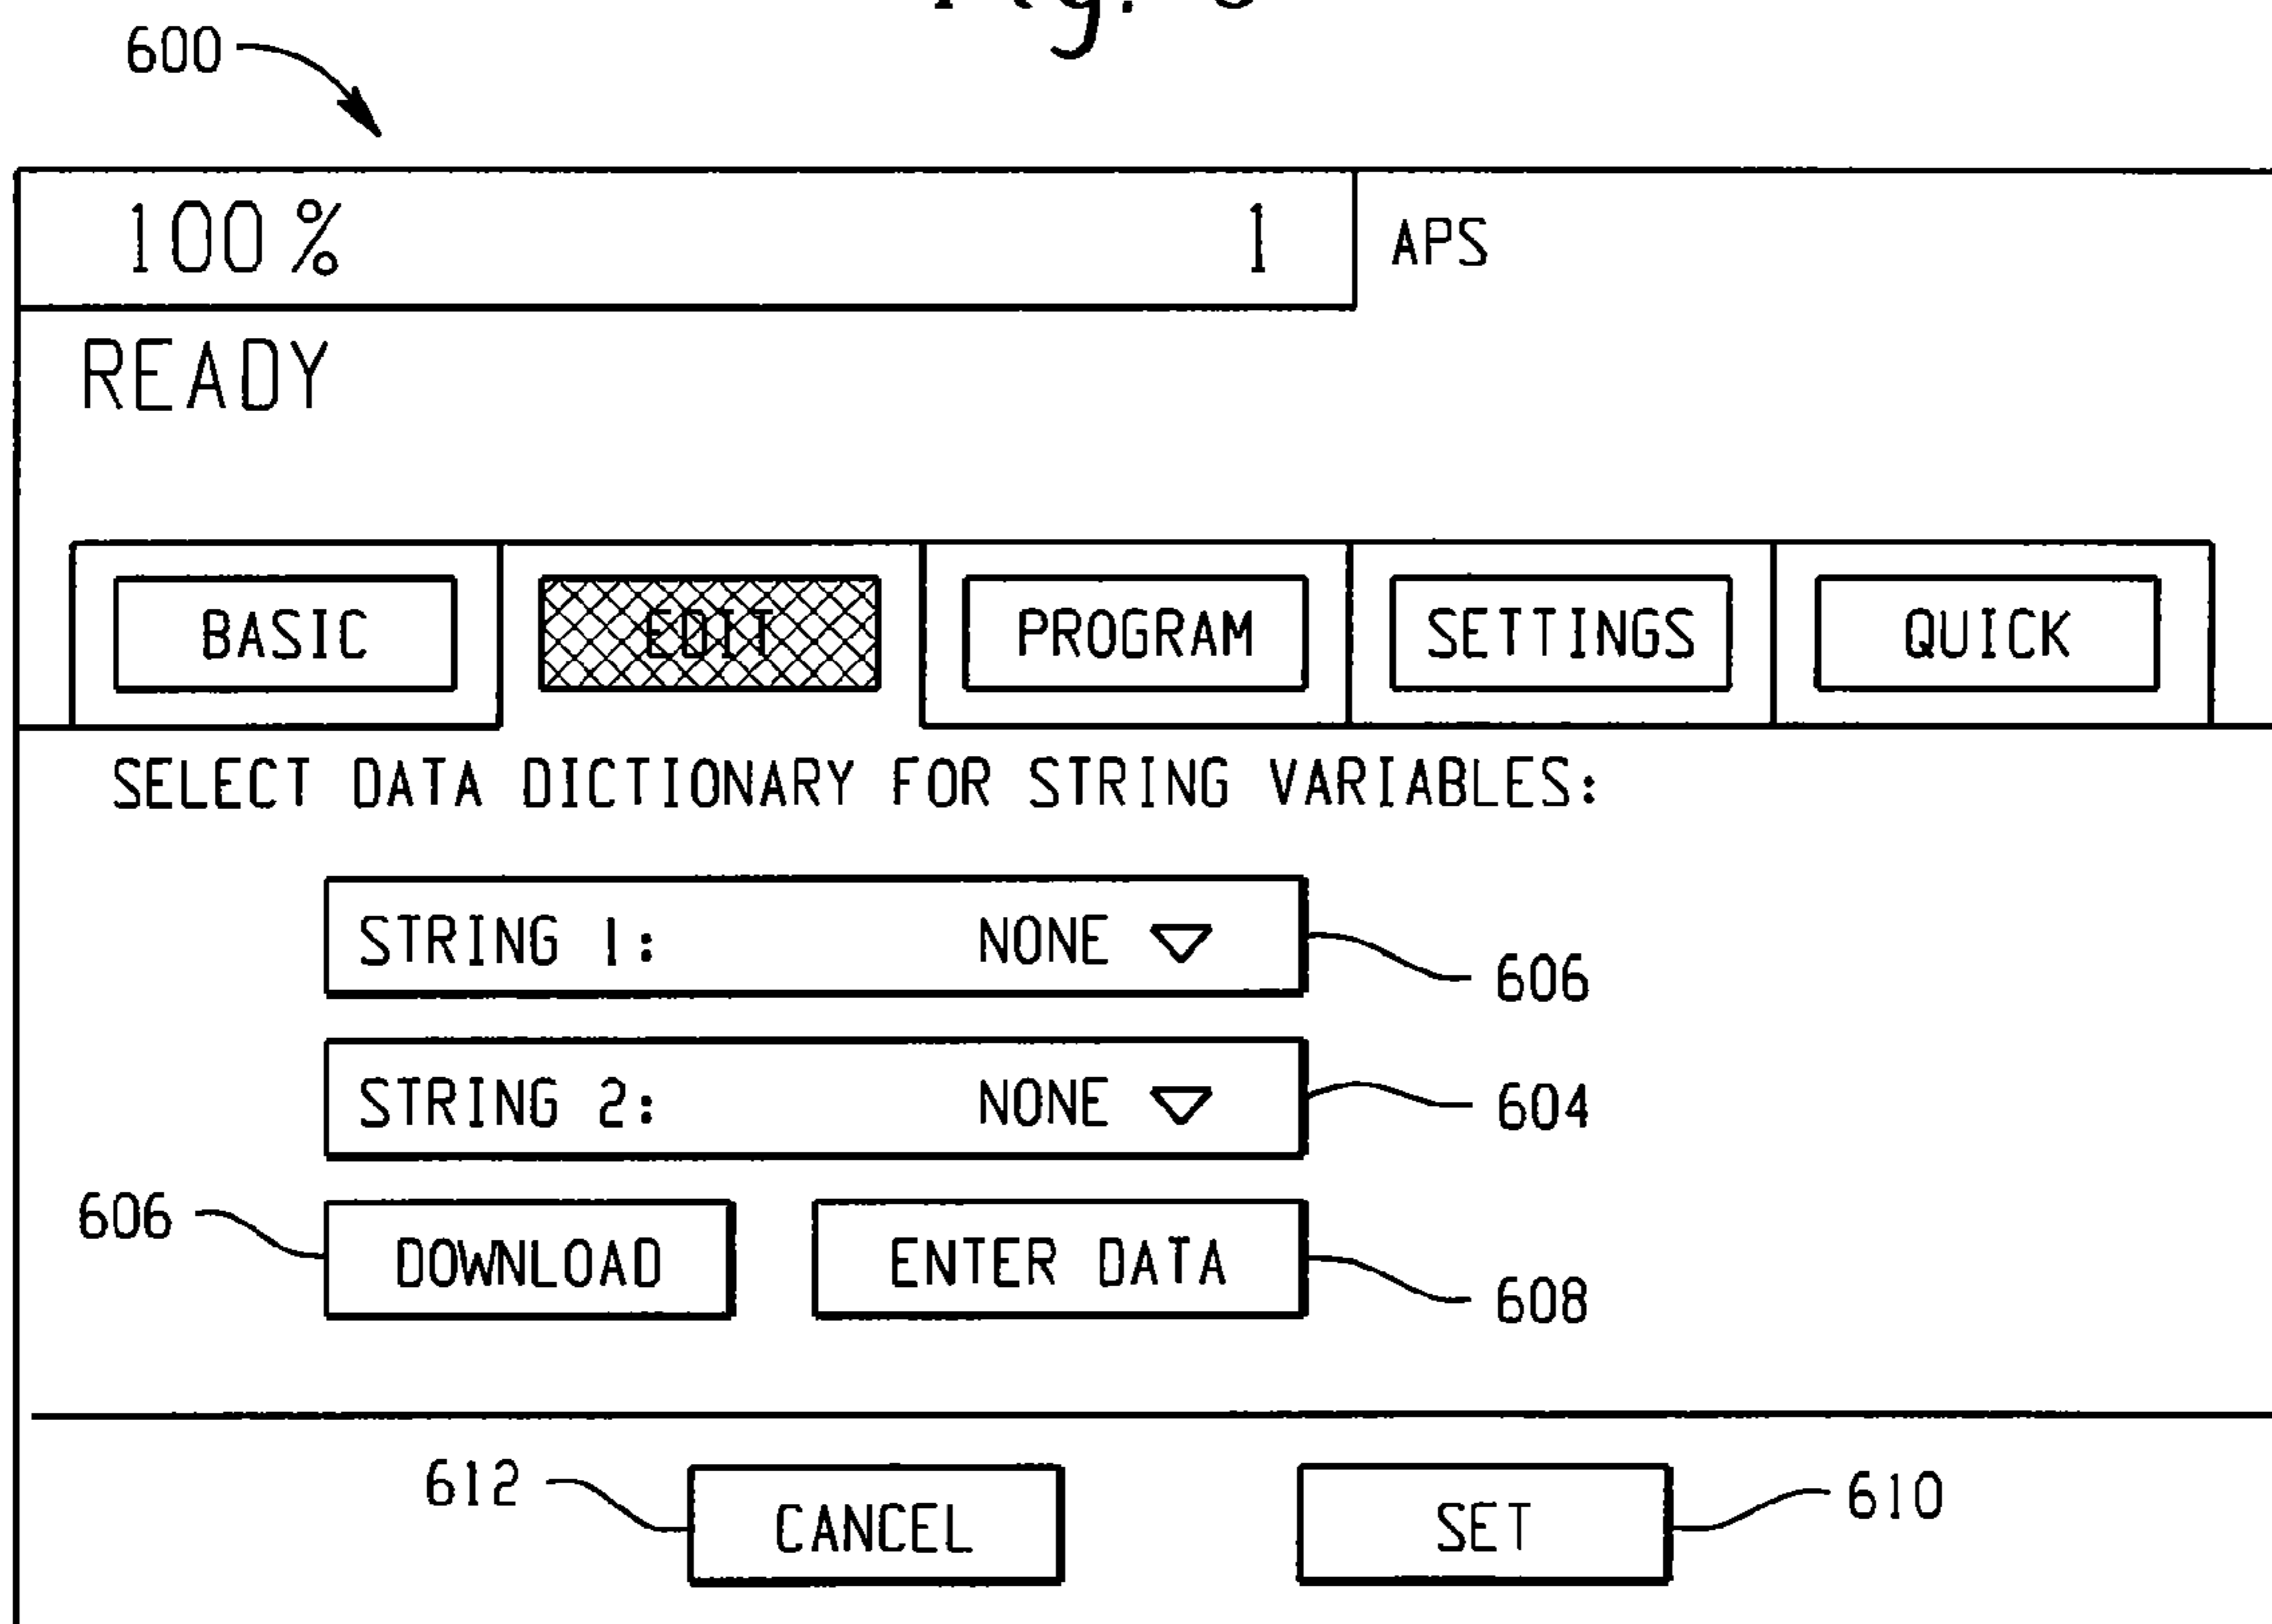 600
100% 1 APS
READY
BASIC EDIT PROGRAM SETTINGS QUICK
SELECT DATA DICTIONARY FOR STRING VARIABLES:
STRING 1: NONE 606
STRING 2: NONE 604
606 DOWNLOAD ENTER DATA 608
612 CANCEL SET 610